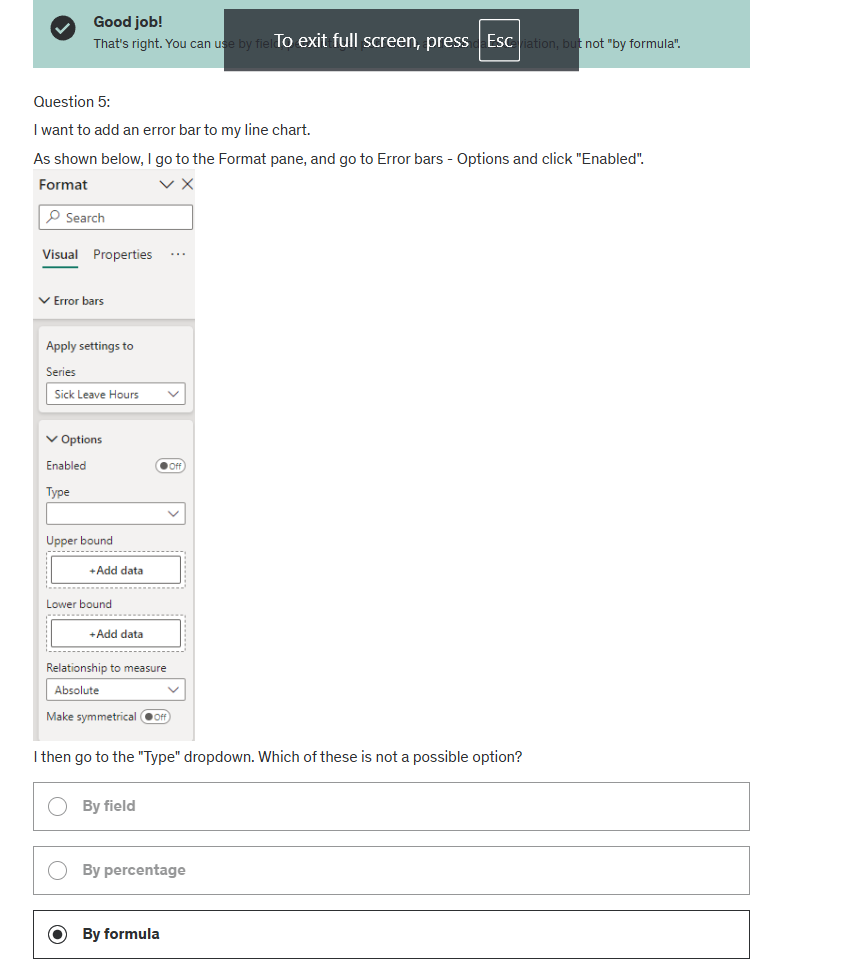 Good job!
To exit full screen, press Esc
That's right. You can use by field, but not "by formula".
Question 5:
I want to add an error bar to my line chart.
As shown below, I go to the Format pane, and go to Error bars - Options and click "Enabled".
Format
Search
Visual Properties ...
Error bars
Apply settings to
Series
Sick Leave Hours
Options
Enabled Off
Type
Upper bound
+Add data
Lower bound
+Add data
Relationship to measure
Absolute
Make symmetrical Off
I then go to the "Type" dropdown. Which of these is not a possible option?
By field
By percentage
By formula